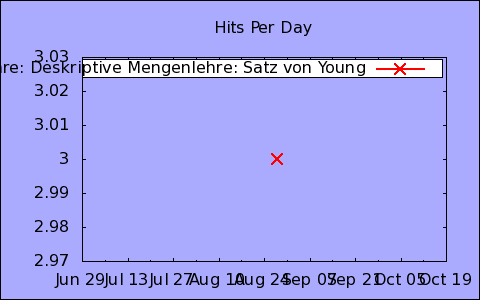 Hits Per Day
3.03
re: Deskriptive Mengenlehre: Satz von Young
3.02
3.01
3
2.99
2.98
2.97
Jun 29 Jul 13 Jul 27 Aug 10 Aug 24 Sep 07 Sep 21 Oct 05 Oct 19